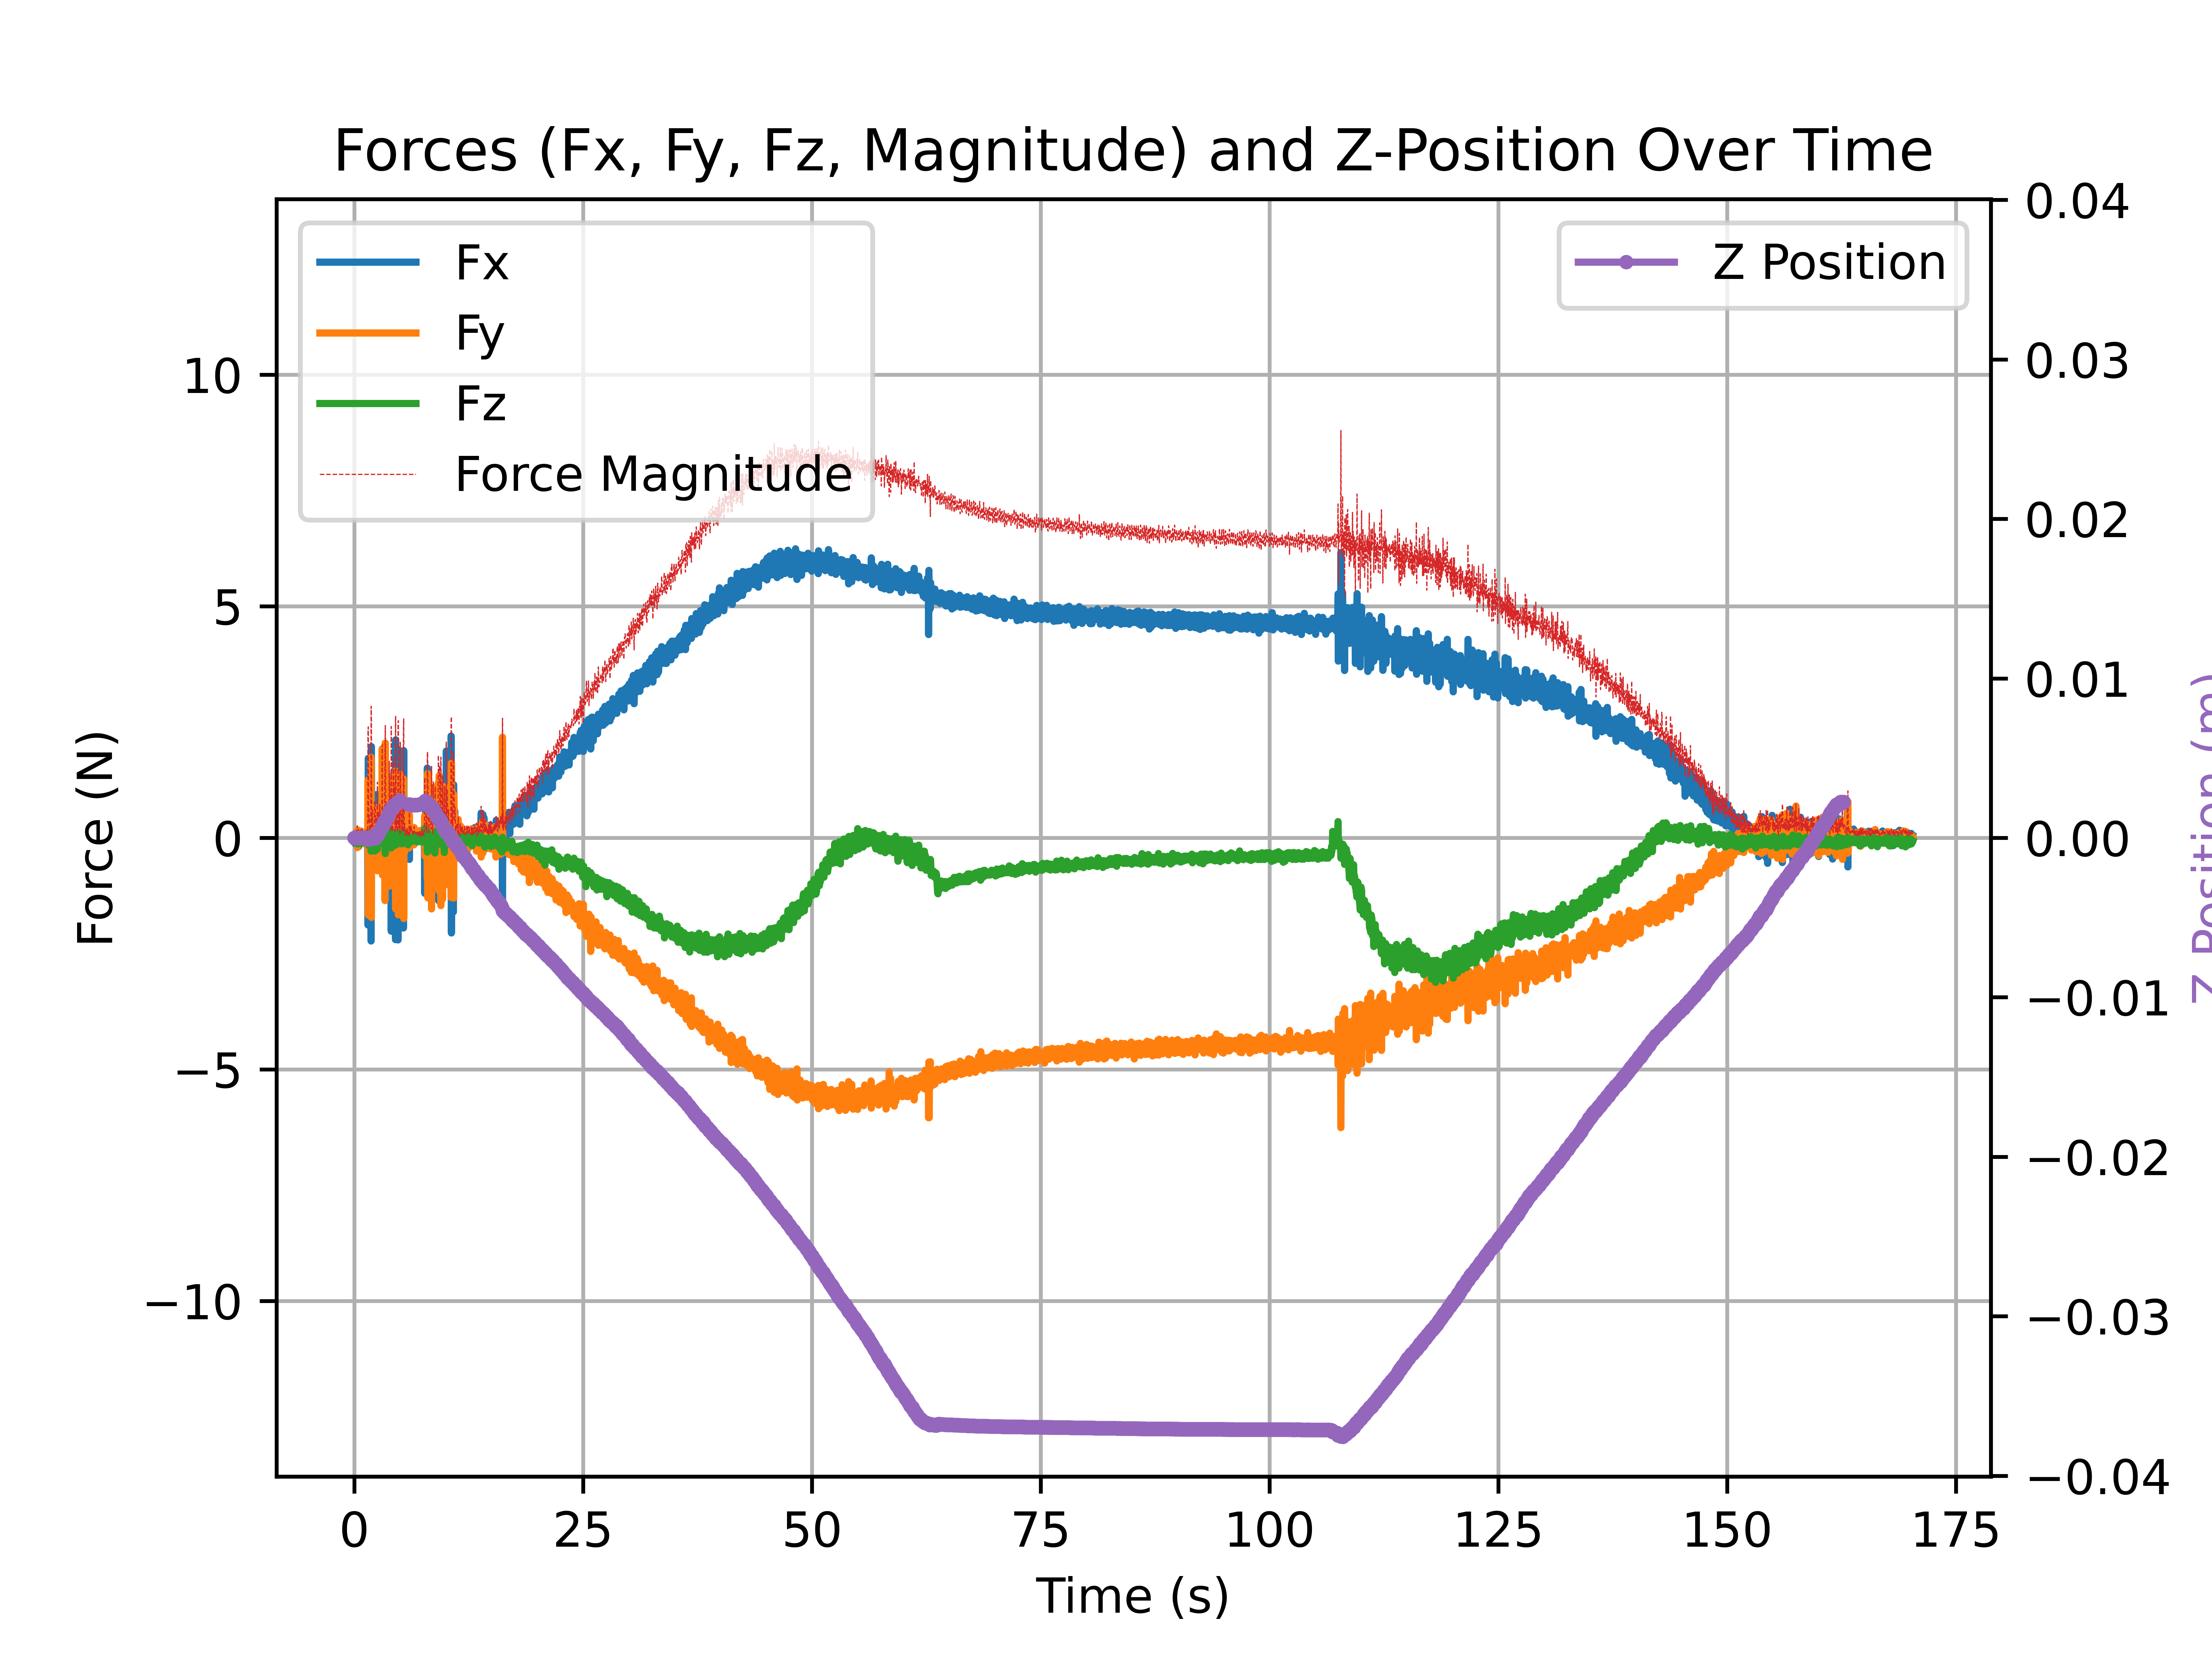 Forces (Fx, Fy, Fz, Magnitude) and Z-Position Over Time
Fx
Fy
Fz
Force Magnitude
Z Position
10
5
0
−5
−10
Force (N)
0.04
0.03
0.02
0.01
0.00
−0.01
−0.02
−0.03
−0.04
Z Position (m)
0 25 50 75 100 125 150 175
Time (s)